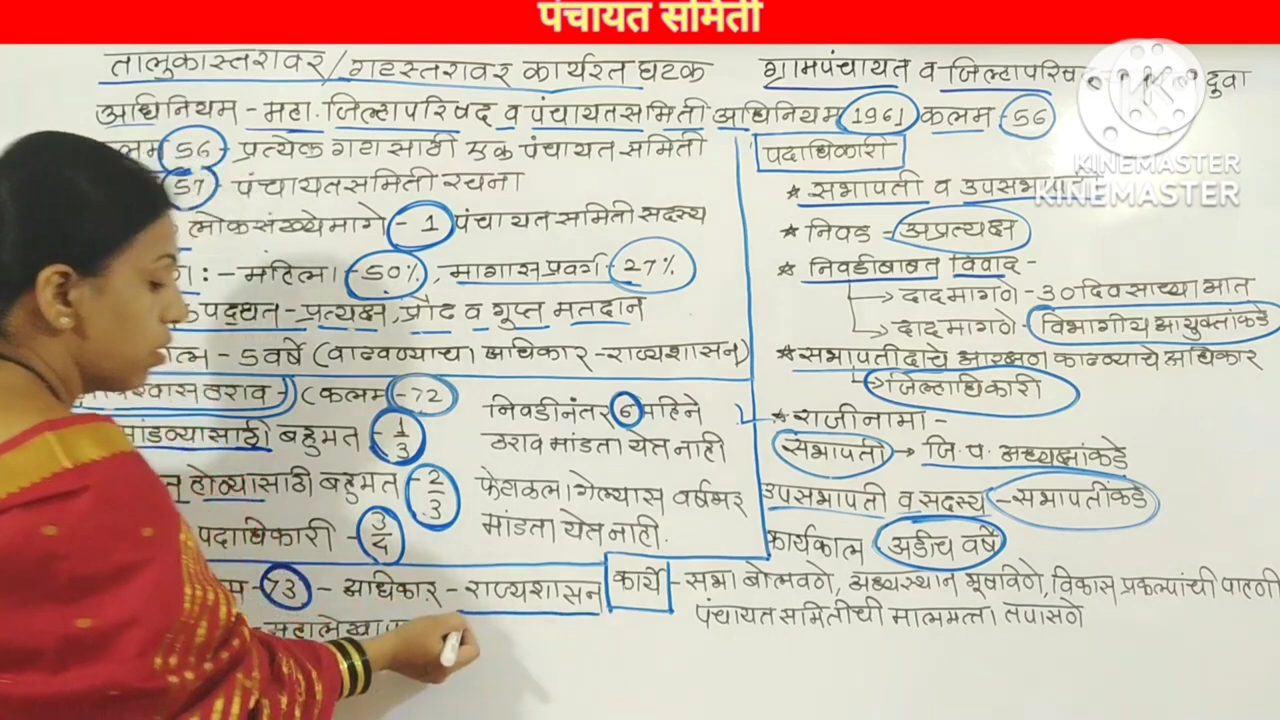 पंचायत समिती
तालुकास्तरावर/गटस्तरावर कार्यरत घटक
ग्रामपंचायत व जिल्हापरिषद दुवा
अधिनियम - महा. जिल्हापरिषद व पंचायतसमिती अधिनियम 1961 कलम - 56
56 - प्रत्येक गटासाठी एक पंचायत समिती
57 पंचायतसमिती रचना
लोकसंख्येमागे - 1 पंचायतसमिती सदस्य
:- महिला - 50%, मागास प्रवर्ग - 27%
पद्धत - प्रत्यक्ष, प्रौढ व गुप्त मतदान
- 5 वर्षे (वाढवण्याचा अधिकार - राज्यशासन)
ठराव - (कलम - 72
मांडण्यासाठी बहुमत - 1/3
होण्यासाठी बहुमत - 2/3
पदाधिकारी - 3/4
निवडीनंतर 6 महिने
ठराव मांडता येत नाही
फेटाळला गेल्यास वर्षभर
मांडता येत नाही.
73 - अधिकार - राज्यशासन
पदाधिकारी
* सभापती व उपसभापती
* निवड - अप्रत्यक्ष
* निवडीबाबत विवाद -
→ दाद मागणे - 30 दिवसाच्या आत
→ दाद मागणे - विभागीय आयुक्तांकडे
* सभापतीपदाचे आरक्षण काढण्याचे अधिकार
→ जिल्हाधिकारी
* राजीनामा -
सभापती → जि. प. अध्यक्षांकडे
उपसभापती व सदस्य - सभापतींकडे
कार्यकाल अडीच वर्षे
कार्ये - सभा बोलवणे, अध्यस्थान भूषविणे, विकास प्रकल्पांची पाहणी
पंचायत समितीची मालमत्ता तपासणे
KINEMASTER
KINEMASTER